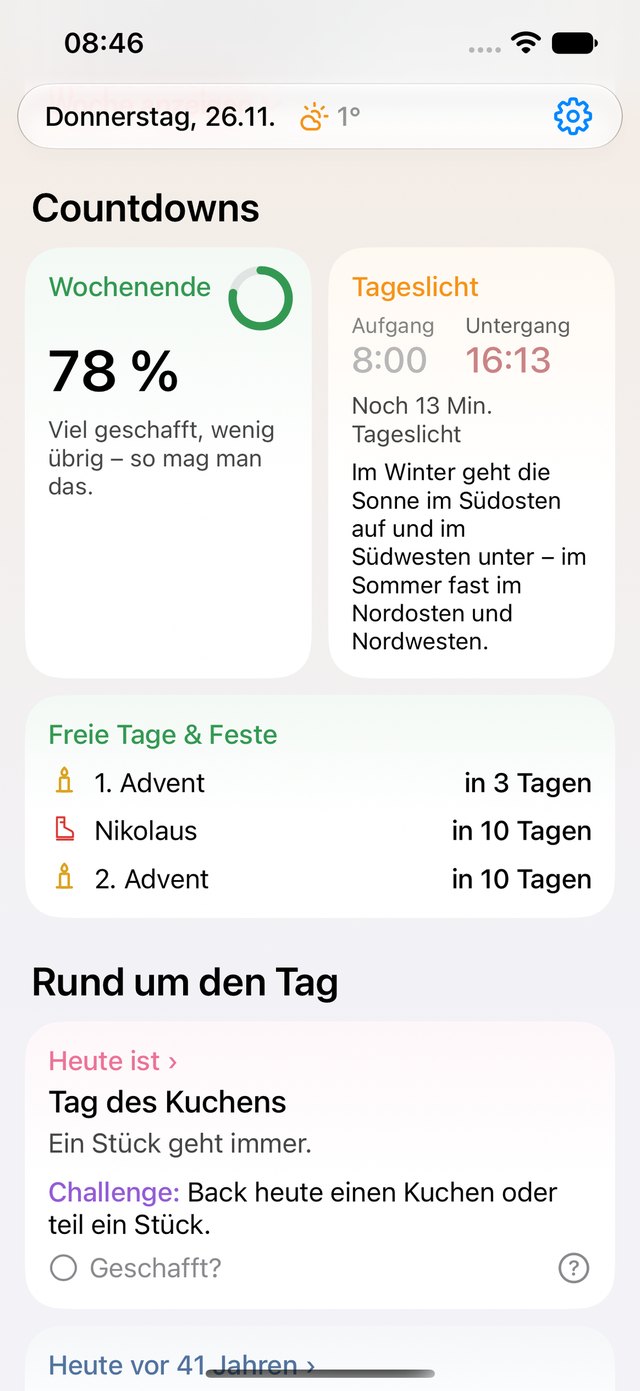 08:46
Donnerstag, 26.11. 1°
Countdowns
Wochenende
78 %
Viel geschafft, wenig
übrig – so mag man
das.
Tageslicht
Aufgang Untergang
8:00 16:13
Noch 13 Min.
Tageslicht
Im Winter geht die
Sonne im Südosten
auf und im
Südwesten unter – im
Sommer fast im
Nordosten und
Nordwesten.
Freie Tage & Feste
1. Advent in 3 Tagen
Nikolaus in 10 Tagen
2. Advent in 10 Tagen
Rund um den Tag
Heute ist ›
Tag des Kuchens
Ein Stück geht immer.
Challenge: Back heute einen Kuchen oder
teil ein Stück.
Geschafft? ?
Heute vor 41 Jahren ›